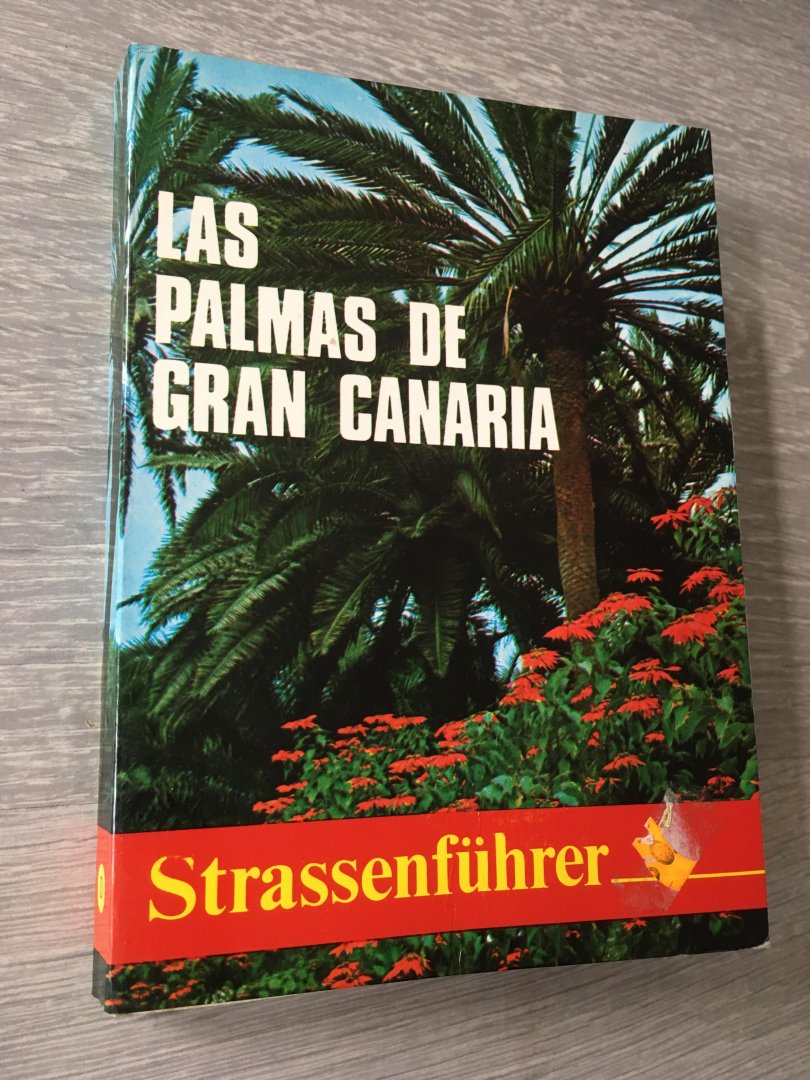 LAS
PALMAS DE
GRAN CANARIA
Strassenführer